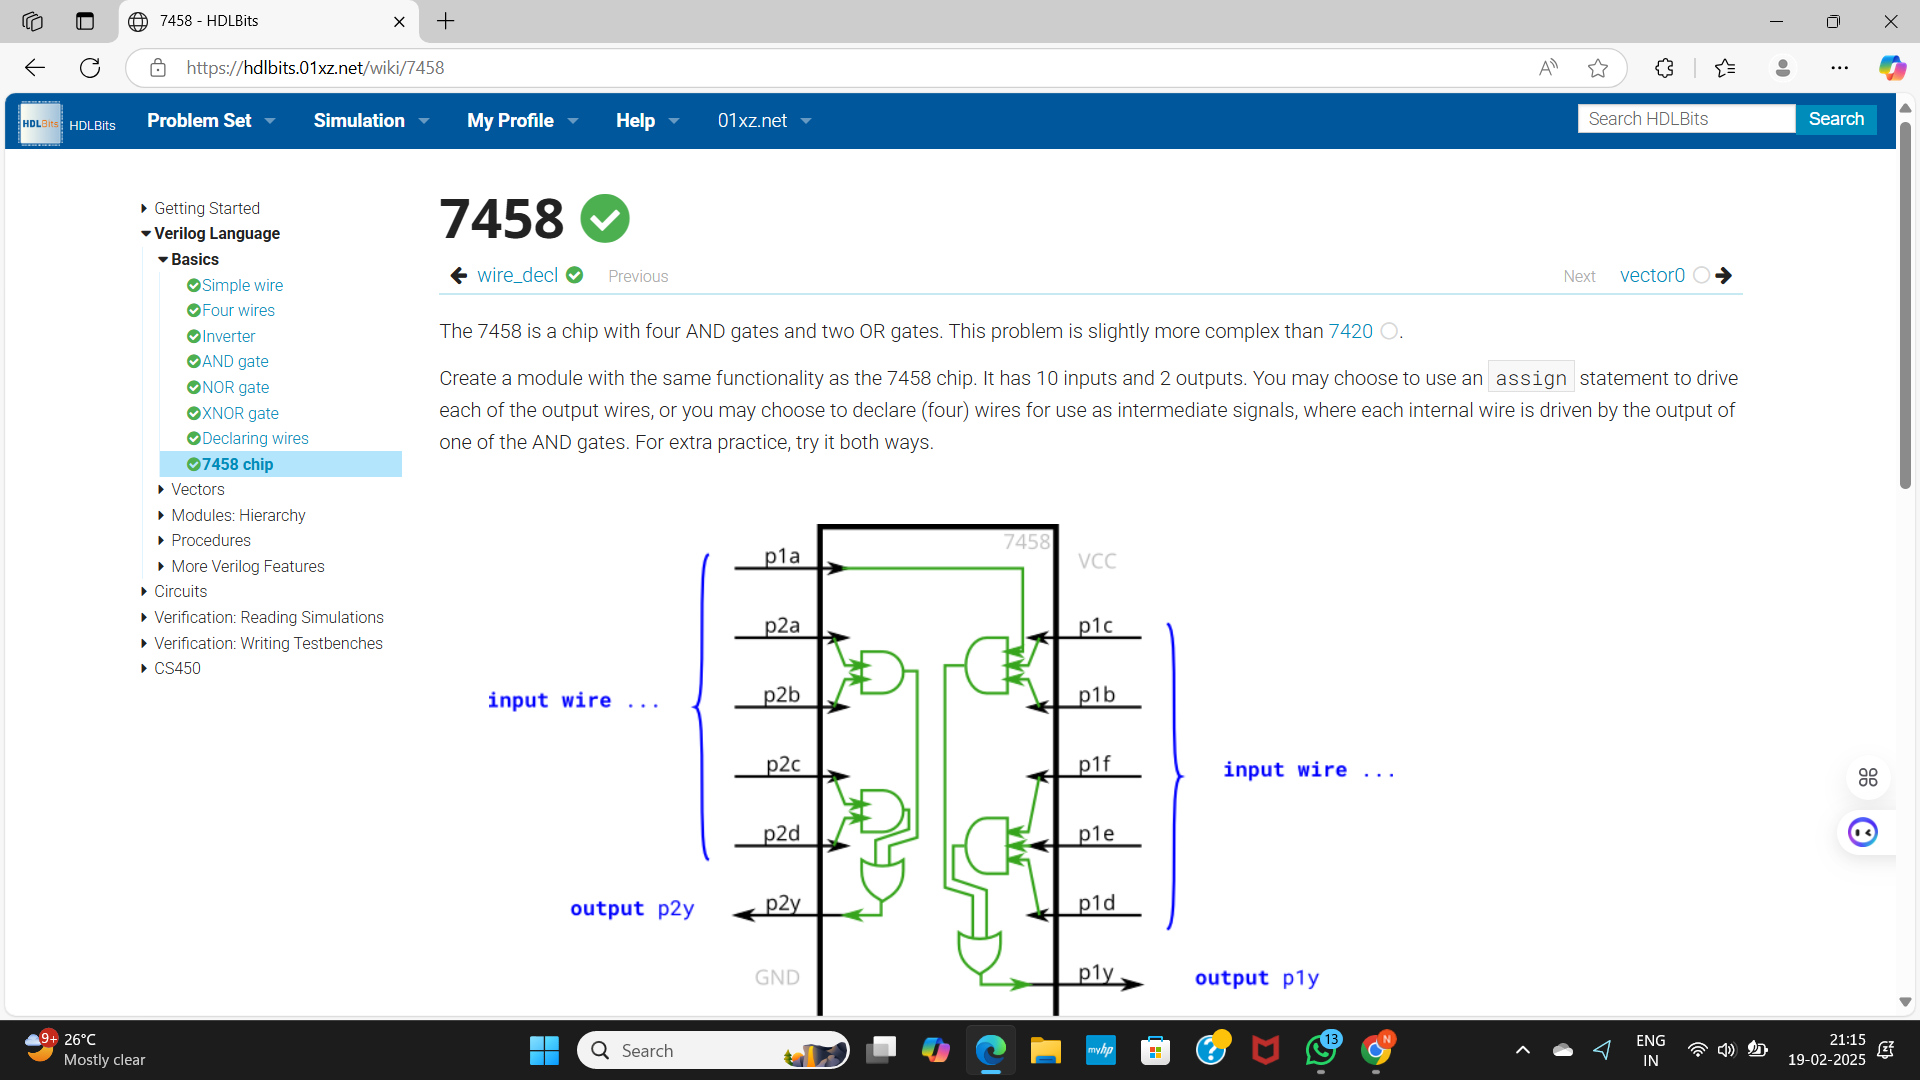 7458 - HDLBits
https://hdlbits.01xz.net/wiki/7458
HDLBits HDLBits Problem Set Simulation My Profile Help 01xz.net Search HDLBits Search
Getting Started
Verilog Language
Basics
Simple wire
Four wires
Inverter
AND gate
NOR gate
XNOR gate
Declaring wires
7458 chip
Vectors
Modules: Hierarchy
Procedures
More Verilog Features
Circuits
Verification: Reading Simulations
Verification: Writing Testbenches
CS450
7458
wire_decl Previous Next vector0
The 7458 is a chip with four AND gates and two OR gates. This problem is slightly more complex than 7420 .
Create a module with the same functionality as the 7458 chip. It has 10 inputs and 2 outputs. You may choose to use an assign statement to drive
each of the output wires, or you may choose to declare (four) wires for use as intermediate signals, where each internal wire is driven by the output of
one of the AND gates. For extra practice, try it both ways.
7458
p1a VCC
p2a p1c
input wire ... p2b p1b
p2c p1f input wire ...
p2d p1e
output p2y p2y p1d
GND p1y output p1y
9+ 26°C
Mostly clear
Search
myhp
13
N
ENG
IN
21:15
19-02-2025